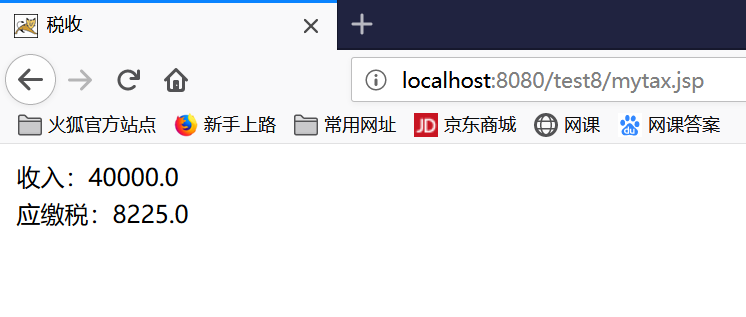 税收
localhost:8080/test8/mytax.jsp
火狐官方站点 新手上路 常用网址 JD 京东商城 网课 du 网课答案
收入：40000.0
应缴税：8225.0